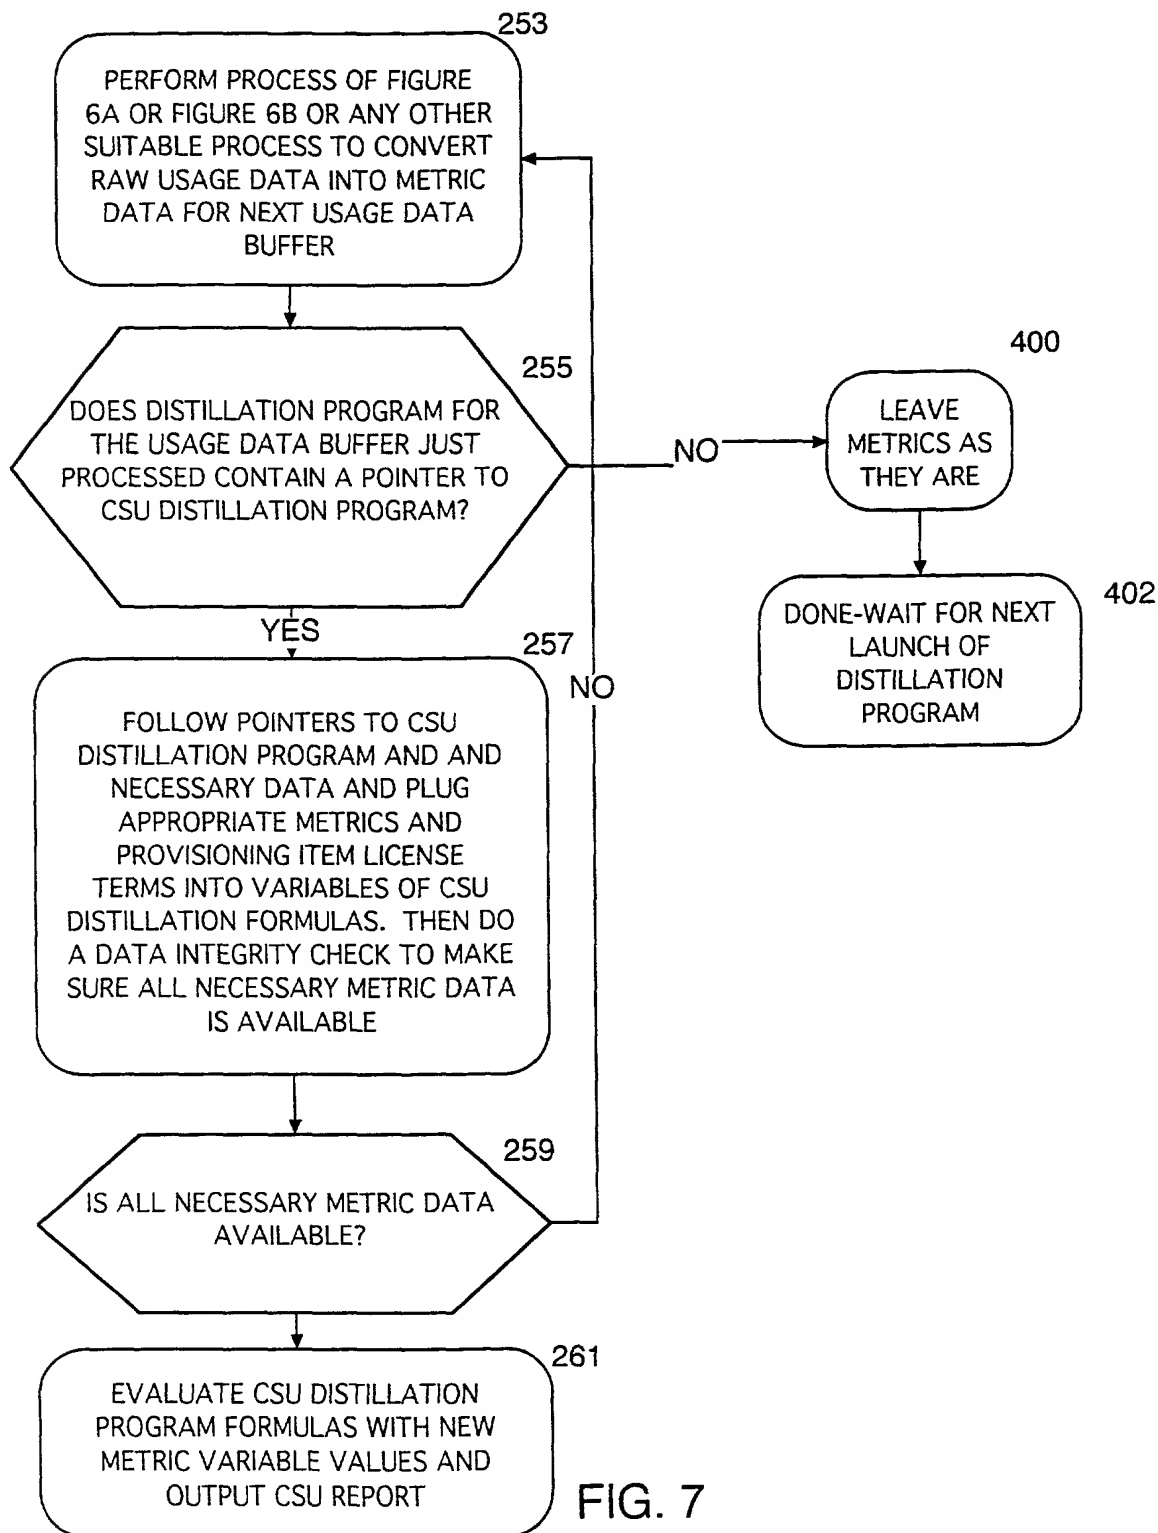 253
PERFORM PROCESS OF FIGURE
6A OR FIGURE 6B OR ANY OTHER
SUITABLE PROCESS TO CONVERT
RAW USAGE DATA INTO METRIC
DATA FOR NEXT USAGE DATA
BUFFER
255
DOES DISTILLATION PROGRAM FOR
THE USAGE DATA BUFFER JUST
PROCESSED CONTAIN A POINTER TO
CSU DISTILLATION PROGRAM?
NO
400
LEAVE
METRICS AS
THEY ARE
402
DONE-WAIT FOR NEXT
LAUNCH OF
DISTILLATION
PROGRAM
YES
257
NO
FOLLOW POINTERS TO CSU
DISTILLATION PROGRAM AND AND
NECESSARY DATA AND PLUG
APPROPRIATE METRICS AND
PROVISIONING ITEM LICENSE
TERMS INTO VARIABLES OF CSU
DISTILLATION FORMULAS. THEN DO
A DATA INTEGRITY CHECK TO MAKE
SURE ALL NECESSARY METRIC DATA
IS AVAILABLE
259
IS ALL NECESSARY METRIC DATA
AVAILABLE?
261
EVALUATE CSU DISTILLATION
PROGRAM FORMULAS WITH NEW
METRIC VARIABLE VALUES AND
OUTPUT CSU REPORT
FIG. 7